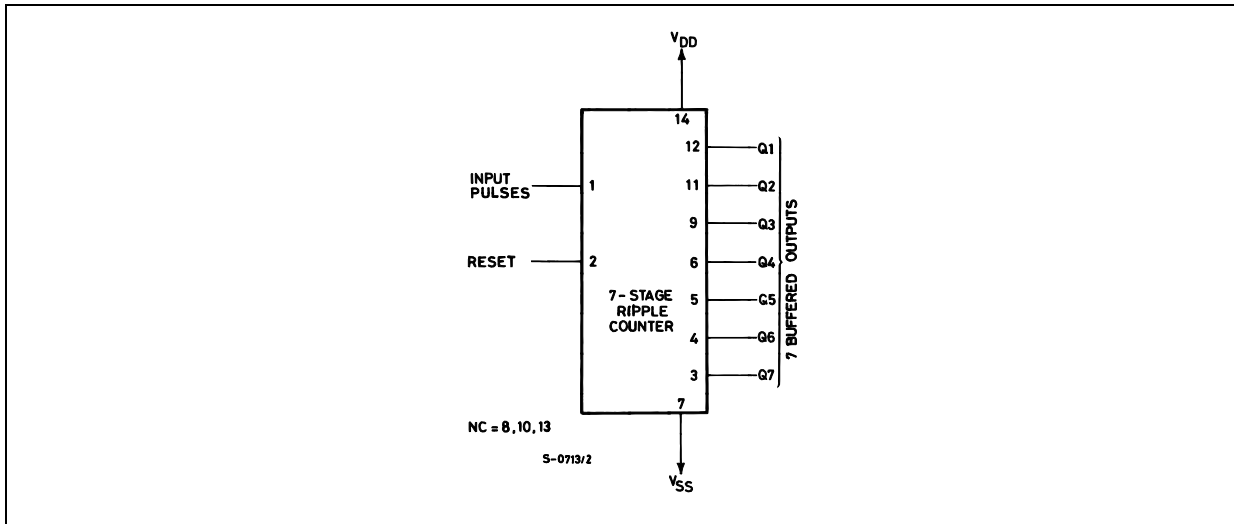 VDD
14
12 Q1
INPUT
PULSES 1
11 Q2
9 Q3
RESET 2
6 Q4
7-STAGE
RIPPLE
COUNTER
5 Q5
4 Q6
3 Q7
7 BUFFERED OUTPUTS
7
NC = 8,10,13
S-0713/2
VSS